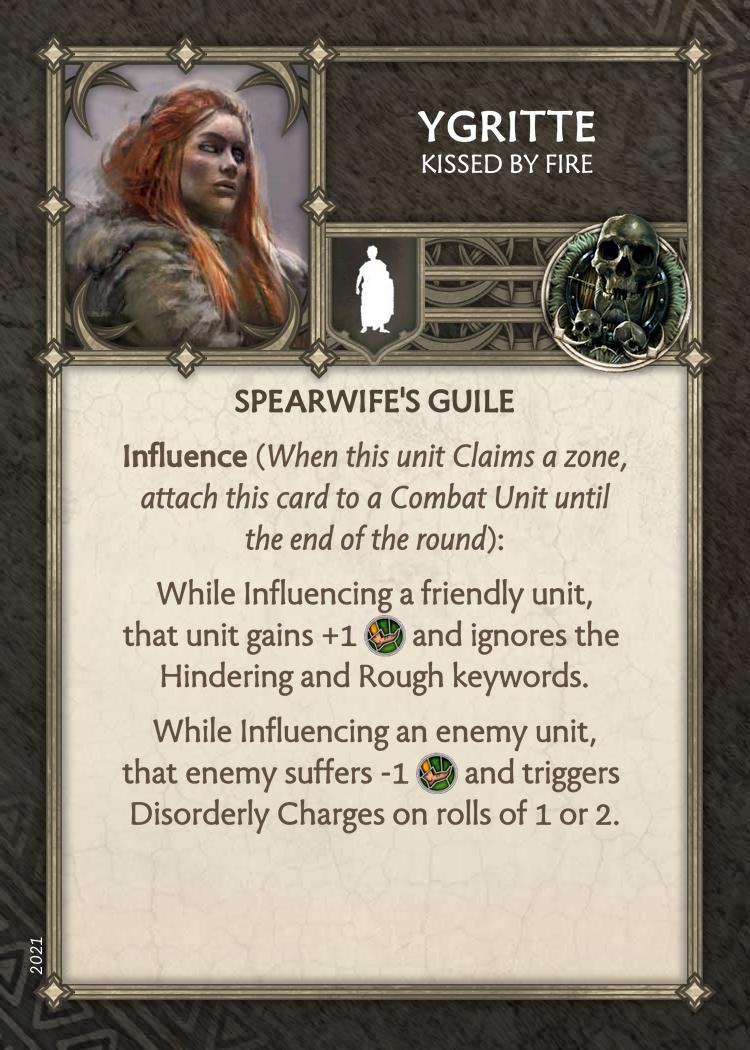 YGRITTE
KISSED BY FIRE
SPEARWIFE'S GUILE
Influence (When this unit Claims a zone,
attach this card to a Combat Unit until
the end of the round):
While Influencing a friendly unit,
that unit gains +1 and ignores the
Hindering and Rough keywords.
While Influencing an enemy unit,
that enemy suffers -1 and triggers
Disorderly Charges on rolls of 1 or 2.
2021